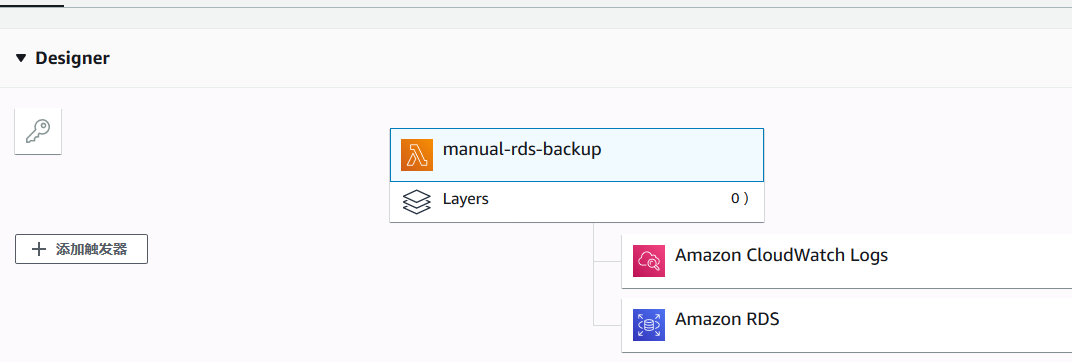 Designer
manual-rds-backup
Layers
0 )
添加触发器
Amazon CloudWatch Logs
Amazon RDS